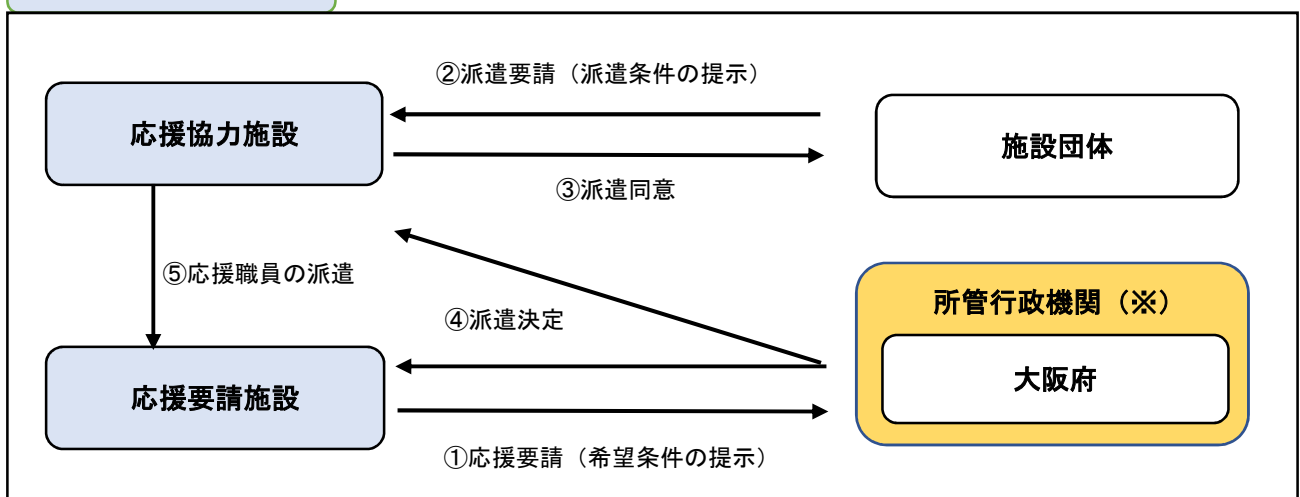 ②派遣要請（派遣条件の提示）
応援協力施設
施設団体
③派遣同意
⑤応援職員の派遣
所管行政機関（※）
④派遣決定
大阪府
応援要請施設
①応援要請（希望条件の提示）